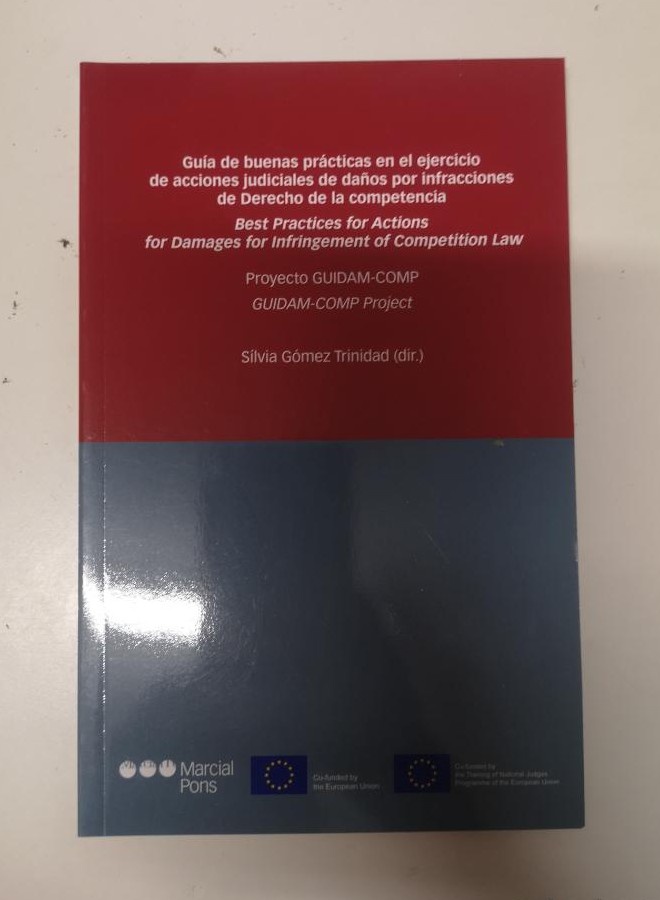 Guía de buenas prácticas en el ejercicio
de acciones judiciales de daños por infracciones
de Derecho de la competencia
Best Practices for Actions
for Damages for Infringement of Competition Law
Proyecto GUIDAM-COMP
GUIDAM-COMP Project
Sílvia Gómez Trinidad (dir.)
Marcial
Pons
Co-funded by
the European Union
Co-funded by
the Training of National Judges
Programme of the European Union